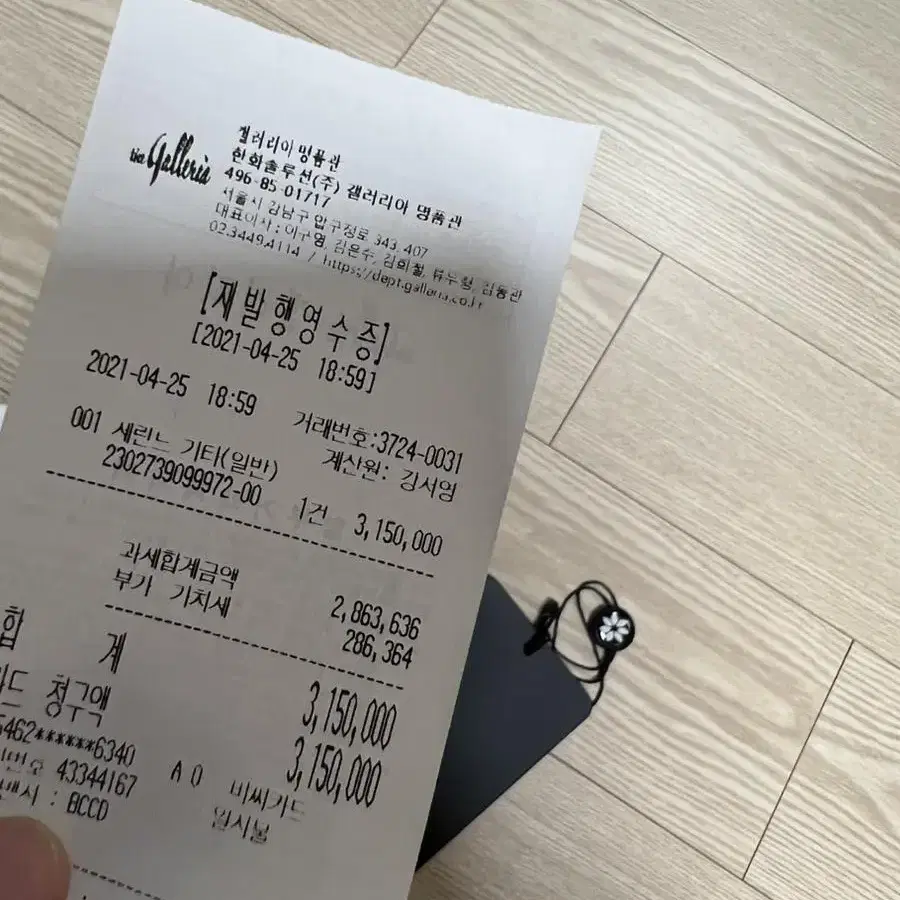 the Galleria
갤러리아명품관
한화솔루션(주) 갤러리아 명품관
496-85-01717
서울시 강남구 압구정로 343, 407
대표이사 : 이구영, 김은수, 김희철, 류두형, 김동관
02.3449.4114 / https://dept.galleria.co.kr
[재발행영수증]
[2021-04-25 18:59]
2021-04-25 18:59
거래번호:3724-0031
계산원: 김서영
001 세린느 기타(일반)
2302739099972-00
1건 3,150,000
과세합계금액 2,863,636
부가 가치세 286,364
합 계 3,150,000
카드 청구액 3,150,000
5462******6340 A 0 비씨카드
43344167 일시불
: BCCD